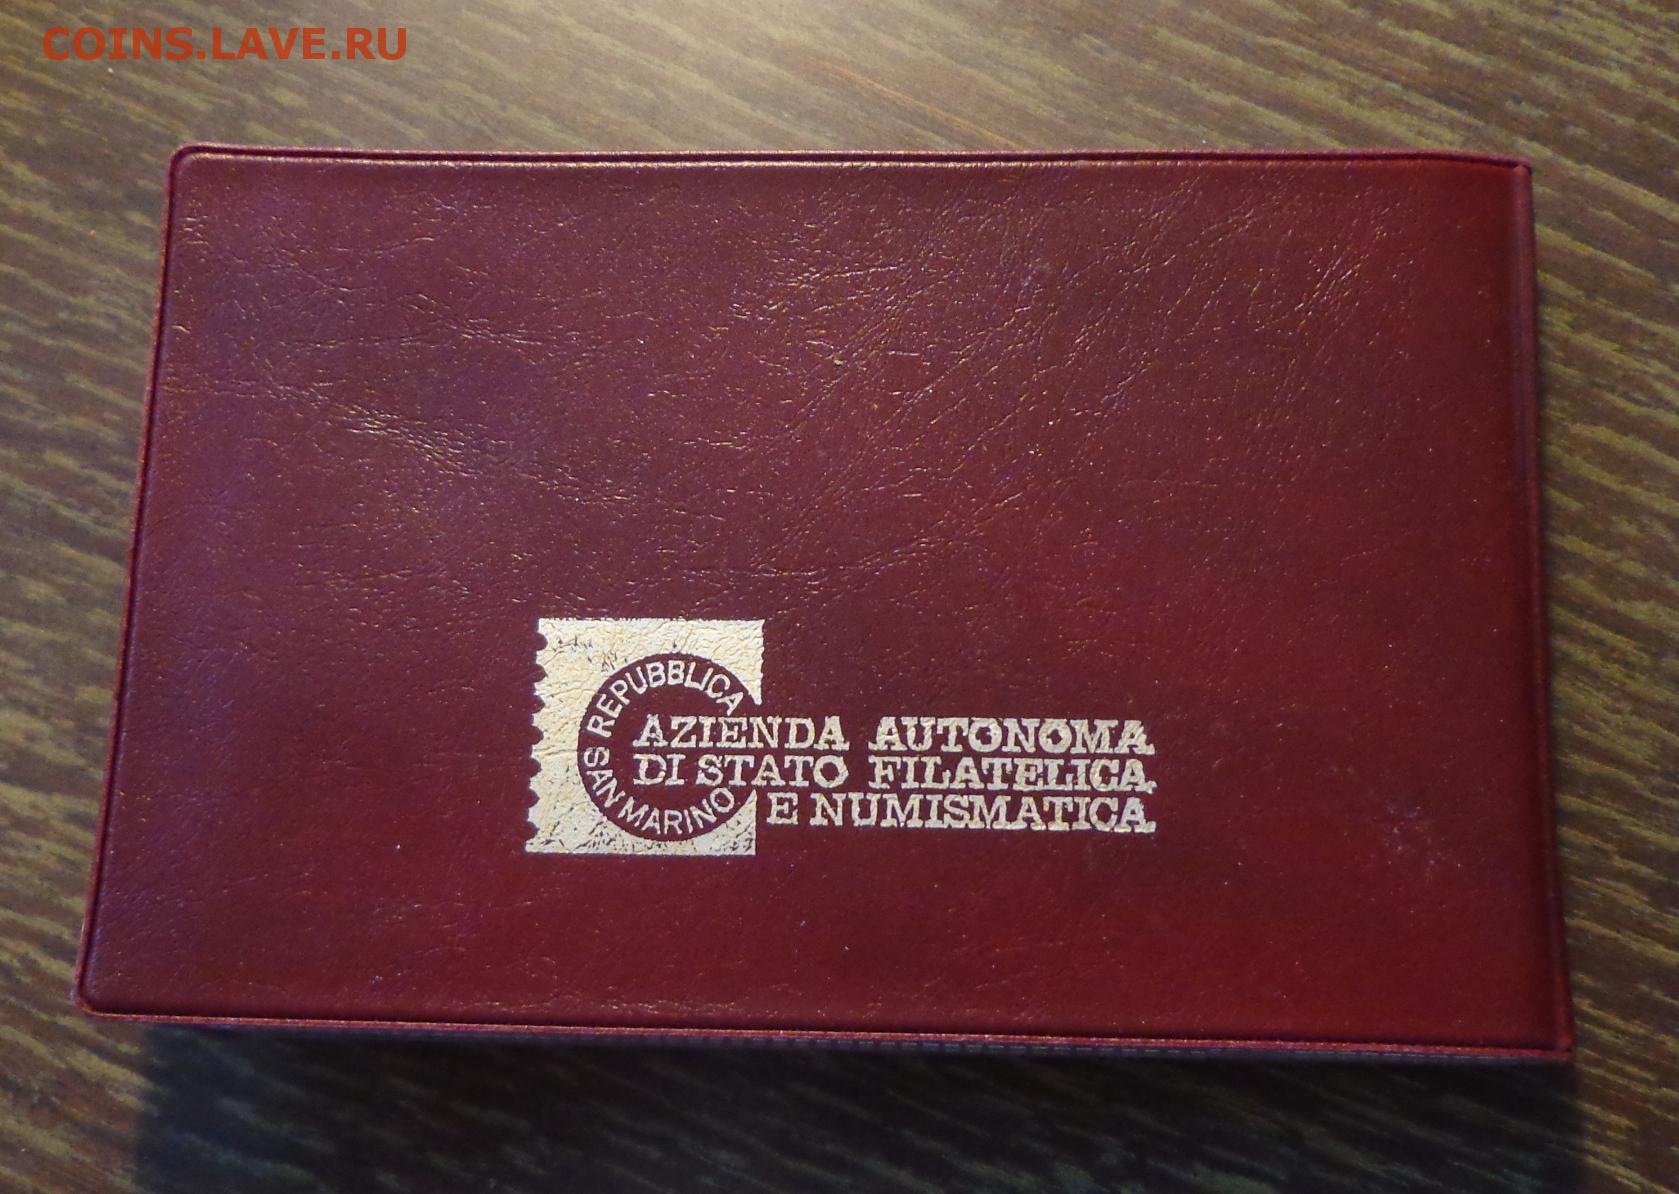 COINS.LAVE.RU
REPUBBLICA
SAN MARINO
AZIENDA AUTONOMA
DI STATO FILATELICA
E NUMISMATICA